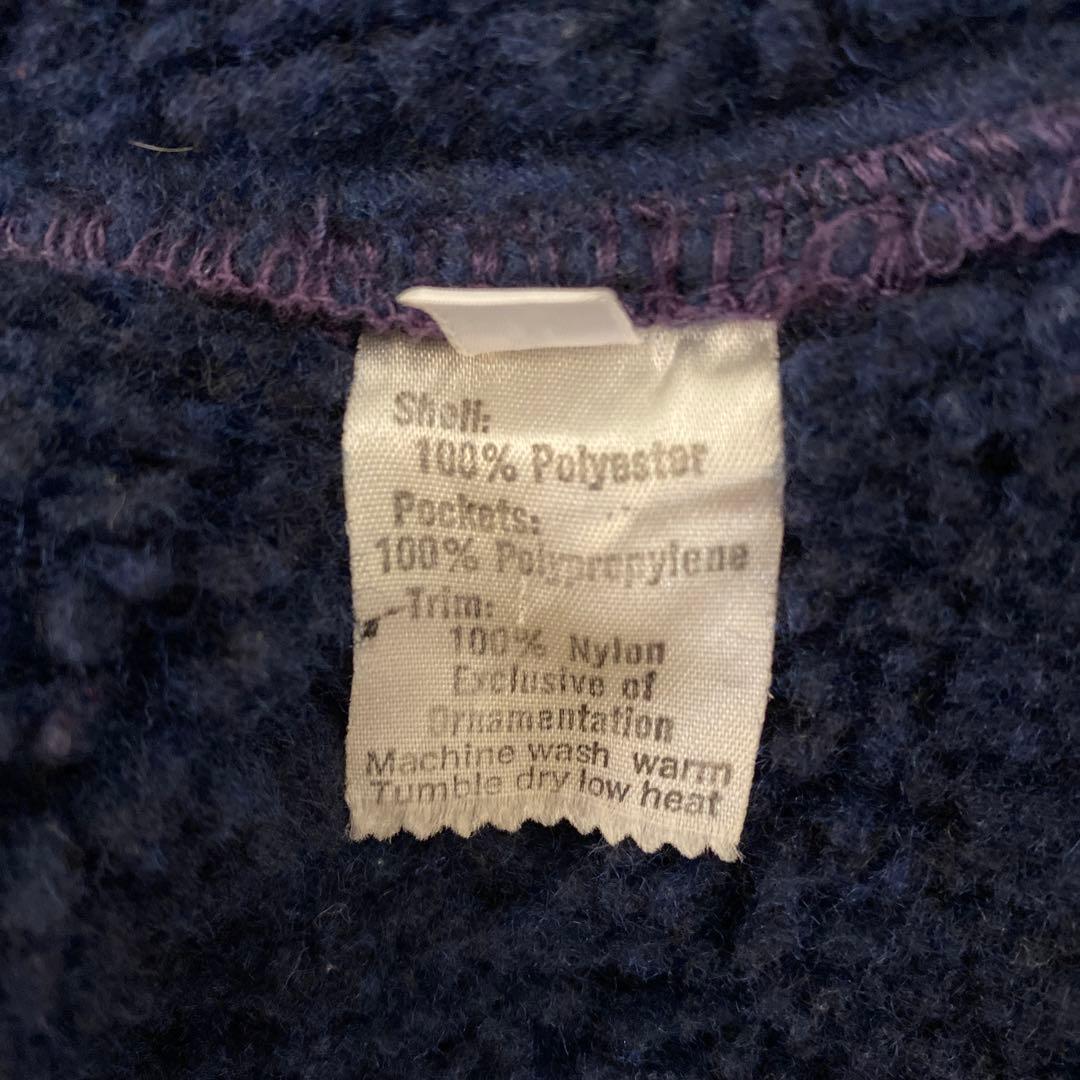 Shell:
100% Polyester
Pockets:
100% Polypropylene
Trim:
100% Nylon
Exclusive of
Ornamentation
Machine wash warm
Tumble dry low heat